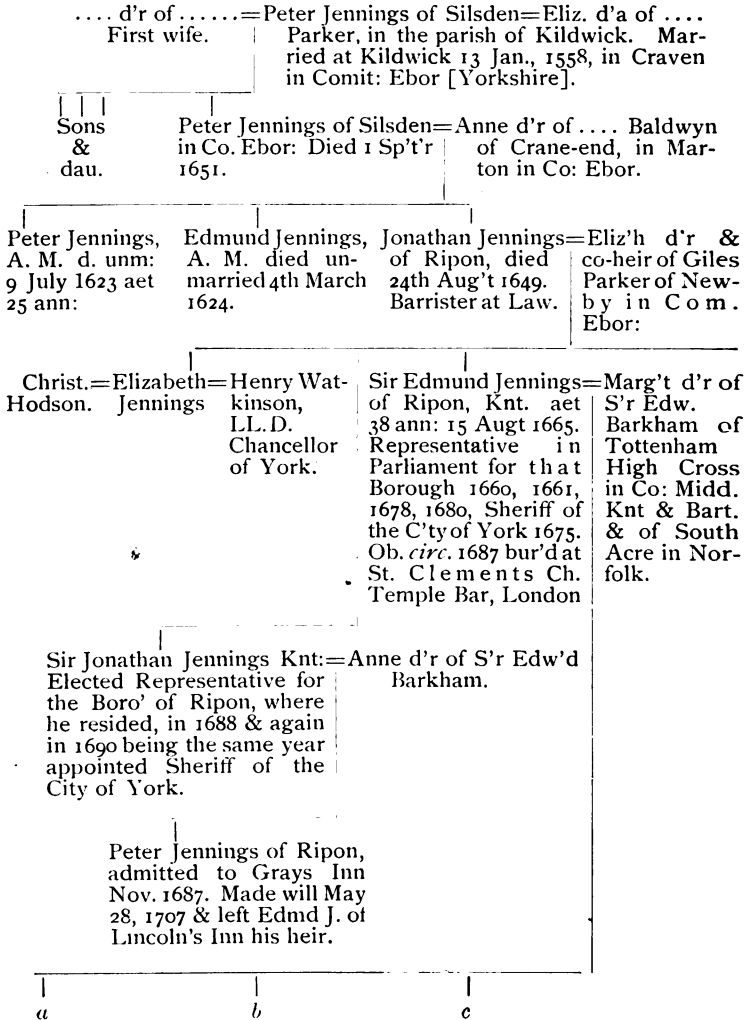 .... d'r of ......=Peter Jennings of Silsden=Eliz. d'a of ....
First wife.
Parker, in the parish of Kildwick. Mar-
ried at Kildwick 13 Jan., 1558, in Craven
in Comit: Ebor [Yorkshire].
Sons
&
dau.
Peter Jennings of Silsden=Anne d'r of .... Baldwyn
in Co. Ebor: Died 1 Sp't'r
1651.
of Crane-end, in Mar-
ton in Co: Ebor.
Peter Jennings,
A. M. d. unm:
9 July 1623 aet
25 ann:
Edmund Jennings,
A. M. died un-
married 4th March
1624.
Jonathan Jennings=Eliz'h d'r &
of Ripon, died
24th Aug't 1649.
Barrister at Law.
co-heir of Giles
Parker of New-
by in Com.
Ebor:
Christ.=Elizabeth=Henry Wat-
Hodson.
Jennings
kinson,
LL.D.
Chancellor
of York.
Sir Edmund Jennings=Marg't d'r of
of Ripon, Knt. aet
38 ann: 15 Augt 1665.
Representative in
Parliament for that
Borough 1660, 1661,
1678, 1680, Sheriff of
the C'ty of York 1675.
Ob. circ. 1687 bur'd at
St. Clements Ch.
Temple Bar, London
S'r Edw.
Barkham of
Tottenham
High Cross
in Co: Midd.
Knt & Bart.
& of South
Acre in Nor-
folk.
Sir Jonathan Jennings Knt:=Anne d'r of S'r Edw'd
Elected Representative for
the Boro' of Ripon, where
he resided, in 1688 & again
in 1690 being the same year
appointed Sheriff of the
City of York.
Barkham.
Peter Jennings of Ripon,
admitted to Grays Inn
Nov. 1687. Made will May
28, 1707 & left Edmd J. of
Lincoln's Inn his heir.
a b c